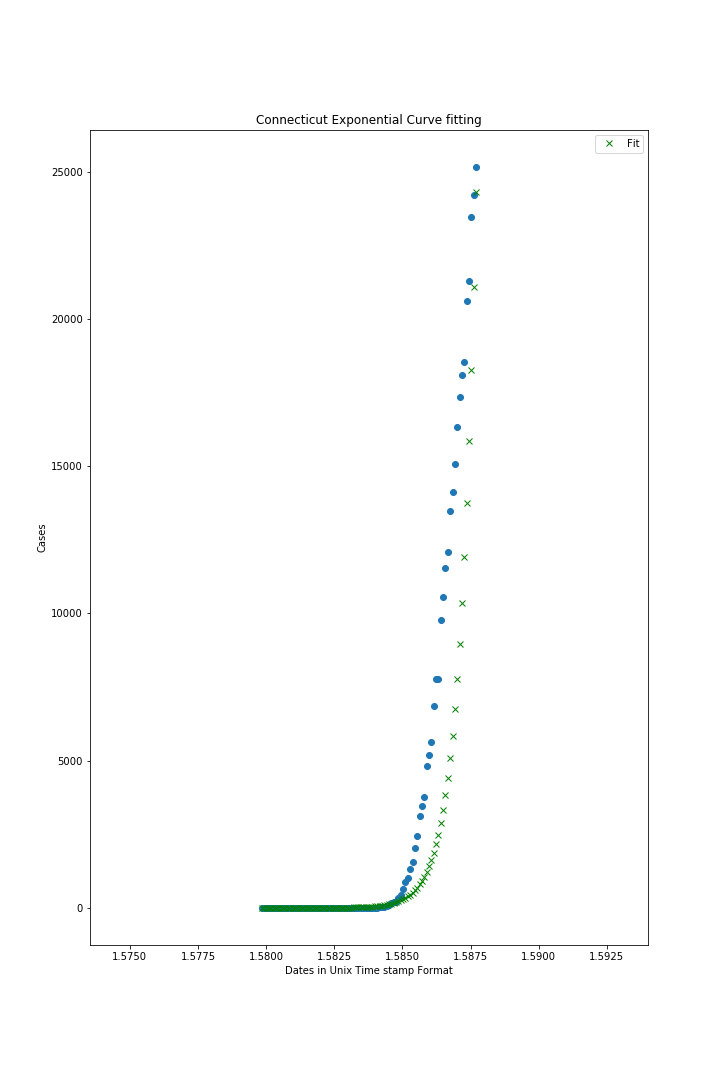 Connecticut Exponential Curve fitting
Fit
25000
20000
15000
10000
5000
0
Cases
1.5750 1.5775 1.5800 1.5825 1.5850 1.5875 1.5900 1.5925
Dates in Unix Time stamp Format